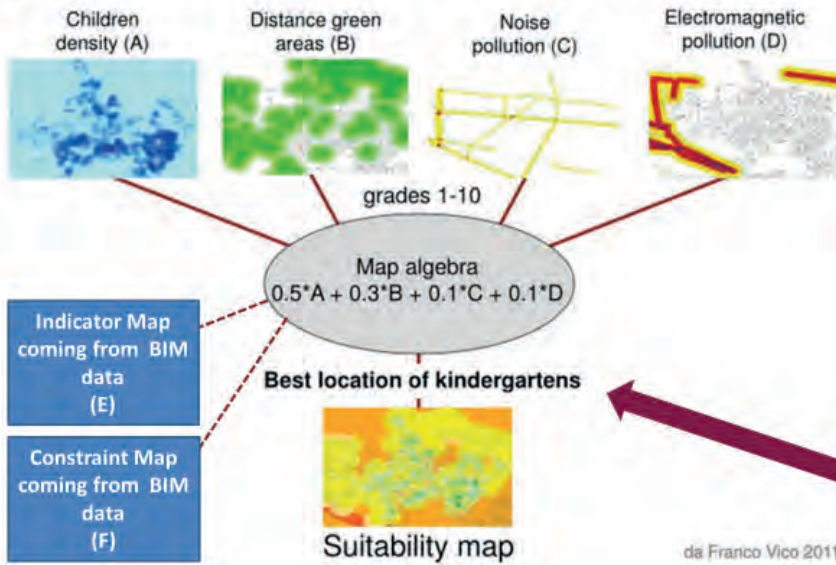 Children
density (A)
Distance green
areas (B)
Noise
pollution (C)
Electromagnetic
pollution (D)
grades 1-10
Map algebra
0.5*A + 0.3*B + 0.1*C + 0.1*D
Indicator Map
coming from BIM
data
(E)
Best location of kindergartens
Constraint Map
coming from BIM
data
(F)
Suitability map
da Franco Vico 2011